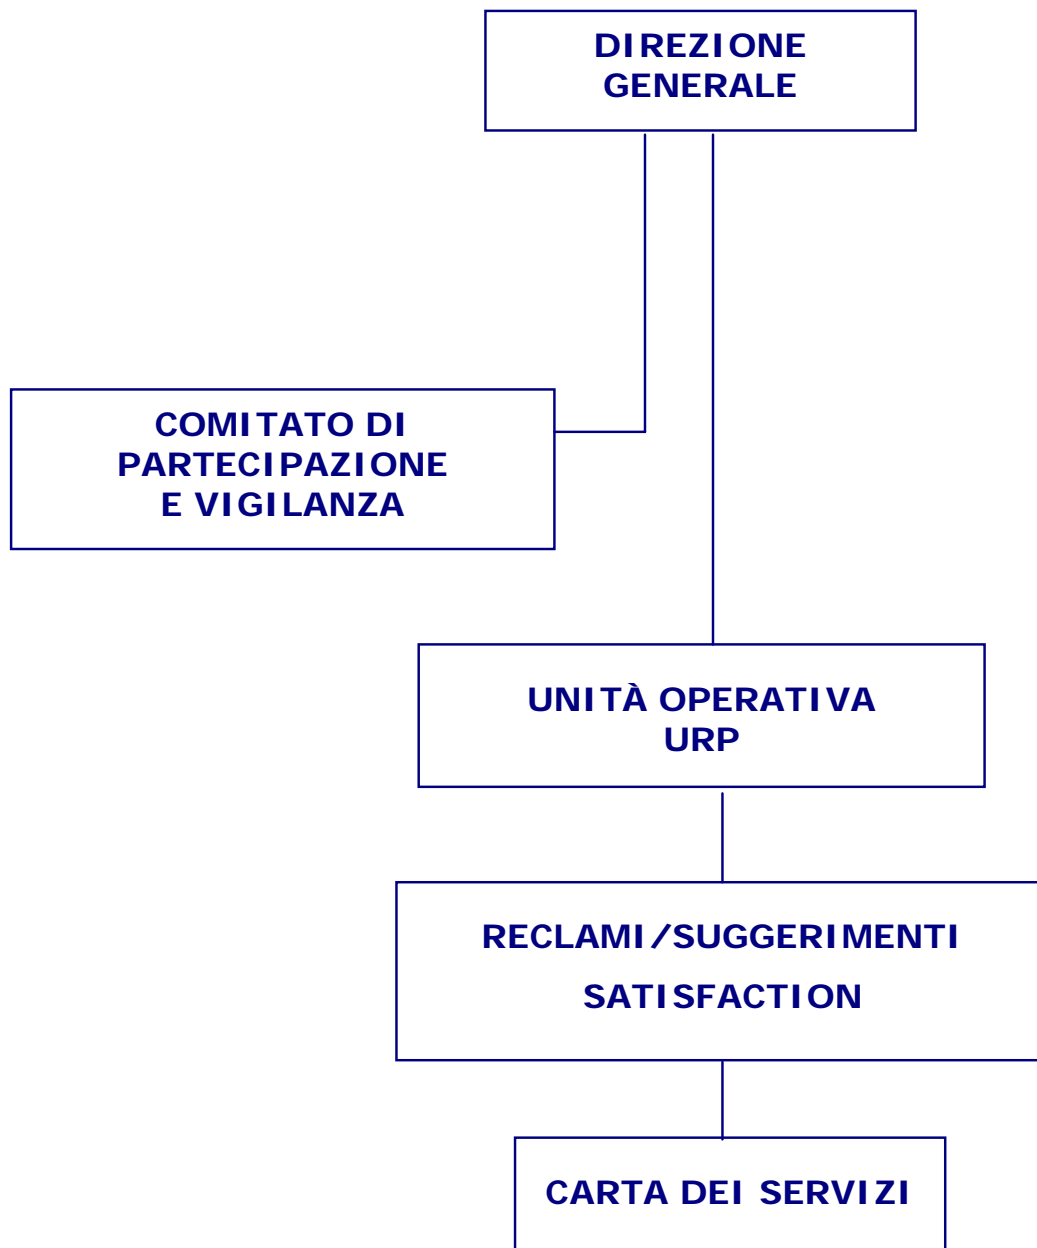 DIREZIONE
GENERALE
COMITATO DI
PARTECIPAZIONE
E VIGILANZA
UNITÀ OPERATIVA
URP
RECLAMI/SUGGERIMENTI
SATISFACTION
CARTA DEI SERVIZI